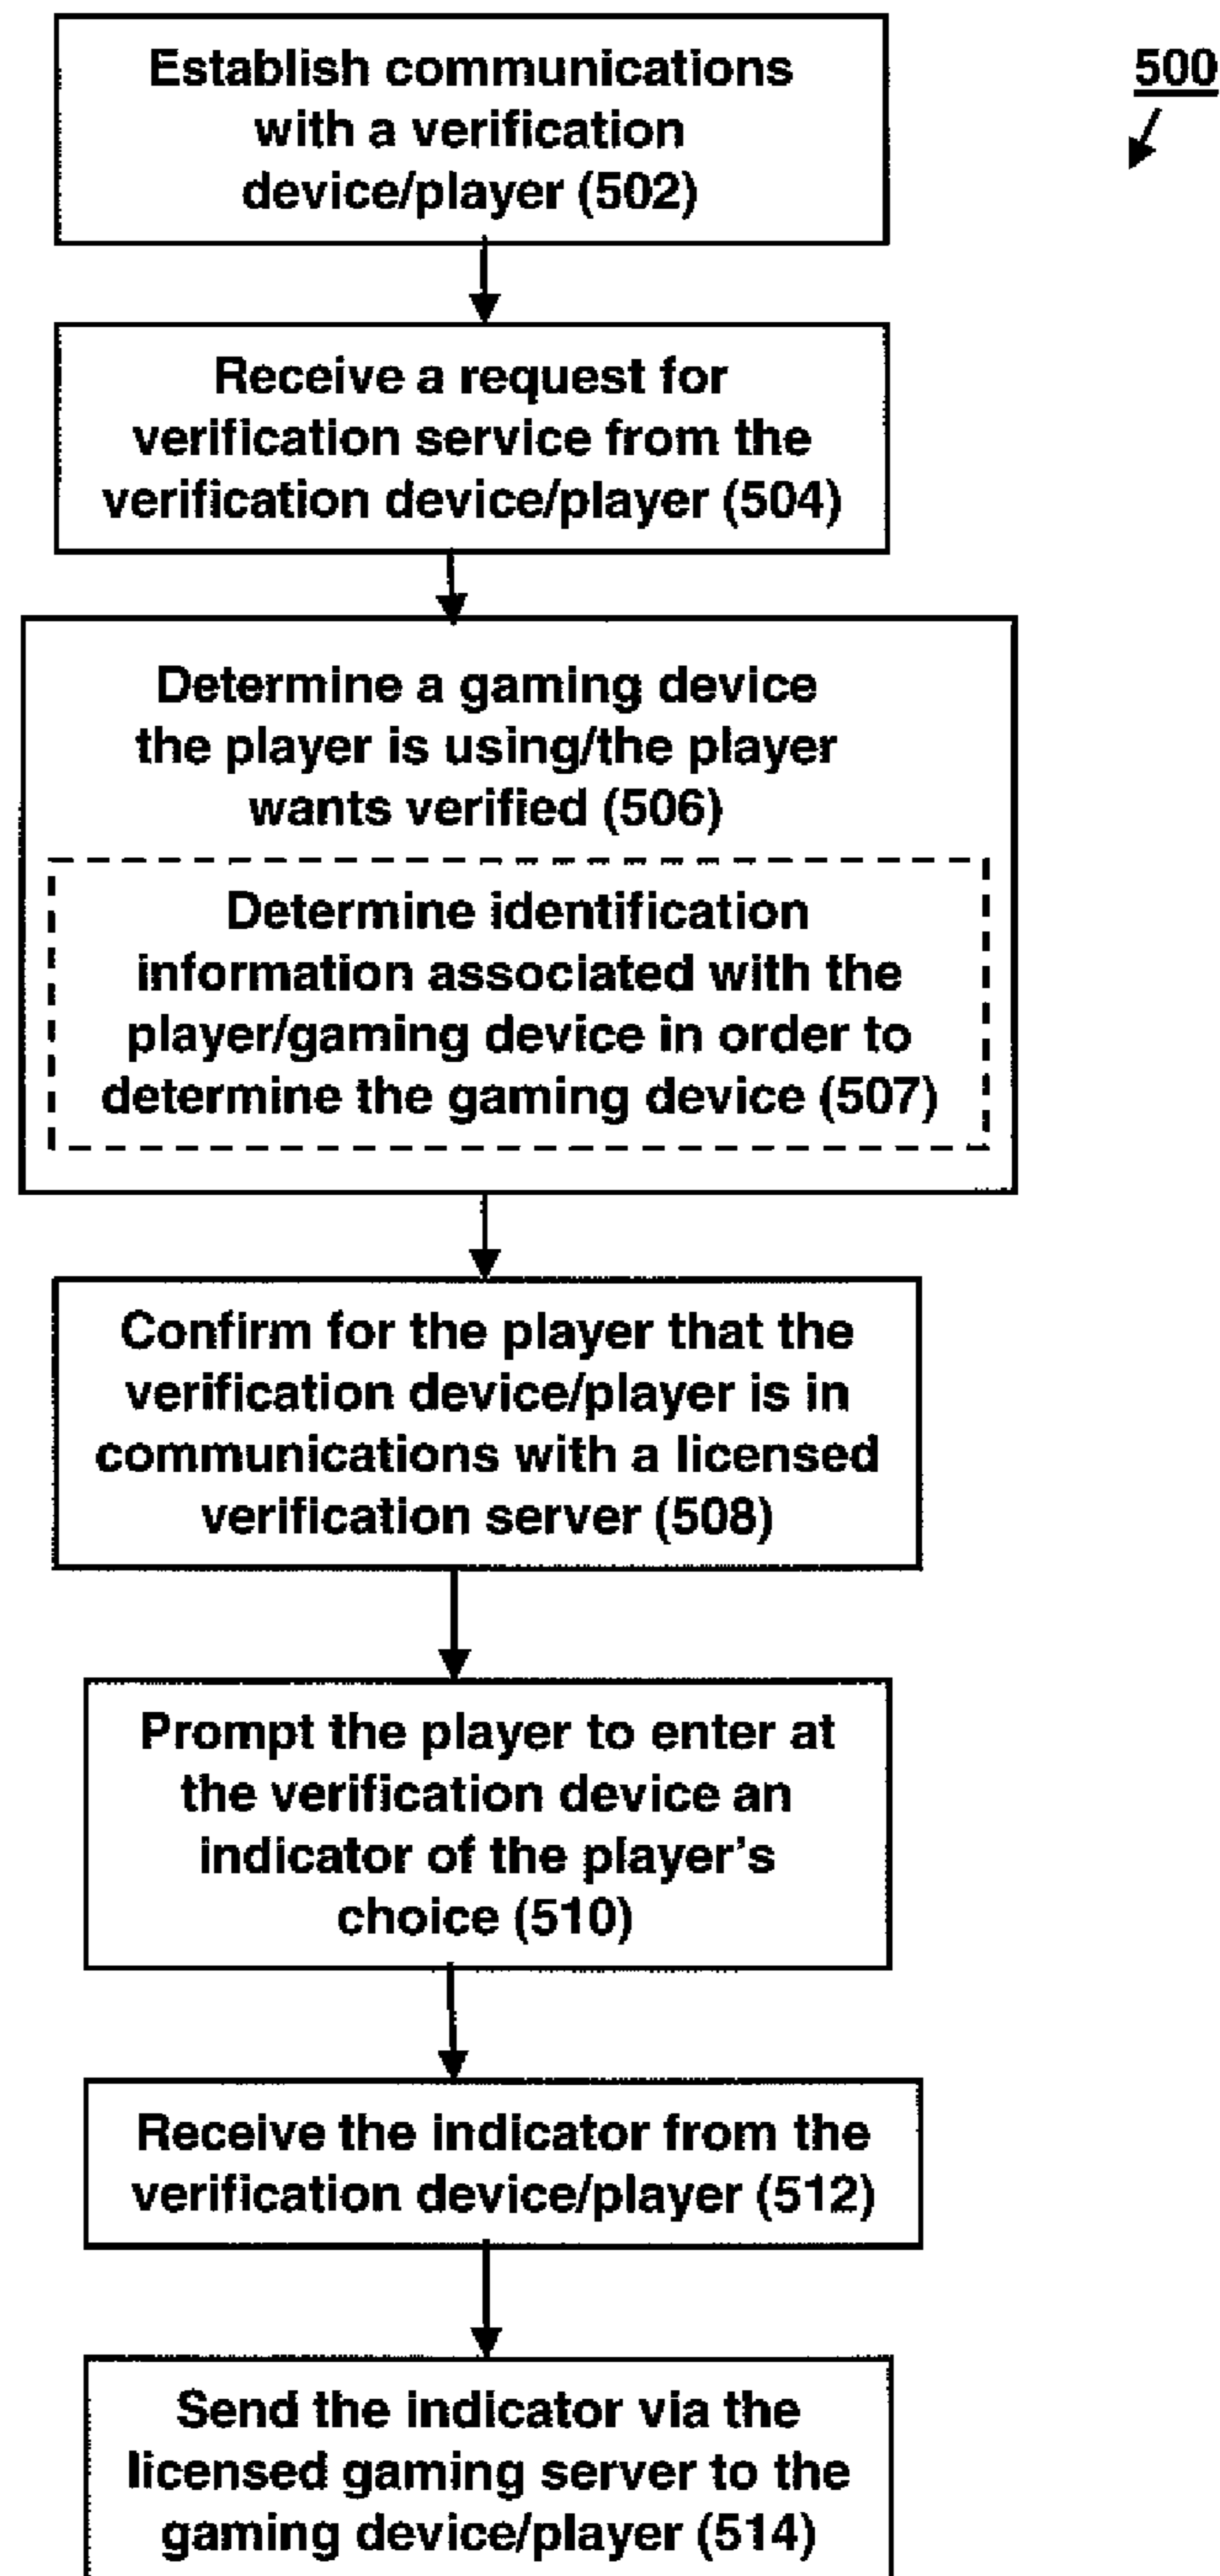 Establish communications
with a verification
device/player (502)
500
Receive a request for
verification service from the
verification device/player (504)
Determine a gaming device
the player is using/the player
wants verified (506)
Determine identification
information associated with the
player/gaming device in order to
determine the gaming device (507)
Confirm for the player that the
verification device/player is in
communications with a licensed
verification server (508)
Prompt the player to enter at
the verification device an
indicator of the player's
choice (510)
Receive the indicator from the
verification device/player (512)
Send the indicator via the
licensed gaming server to the
gaming device/player (514)